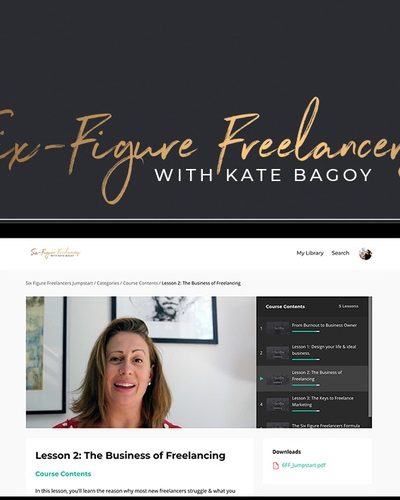 Six-Figure Freelancers
WITH KATE BAGOY
Six-Figure Freelancers
WITH KATE BAGOY
My Library Search
Six Figure Freelancers Jumpstart / Categories / Course Contents / Lesson 2: The Business of Freelancing
Course Contents 5 Lessons
1 From Burnout to Business Owner
2 Lesson 1: Design your life & ideal
business.
Lesson 2: The Business of
Freelancing
4 Lesson 3: The Keys to Freelance
Marketing
The Six Figure Freelancers Formula
Lesson 2: The Business of Freelancing
Course Contents
In this lesson, you'll learn the reason why most new freelancers struggle & what you
Downloads
6FF_Jumpstart.pdf